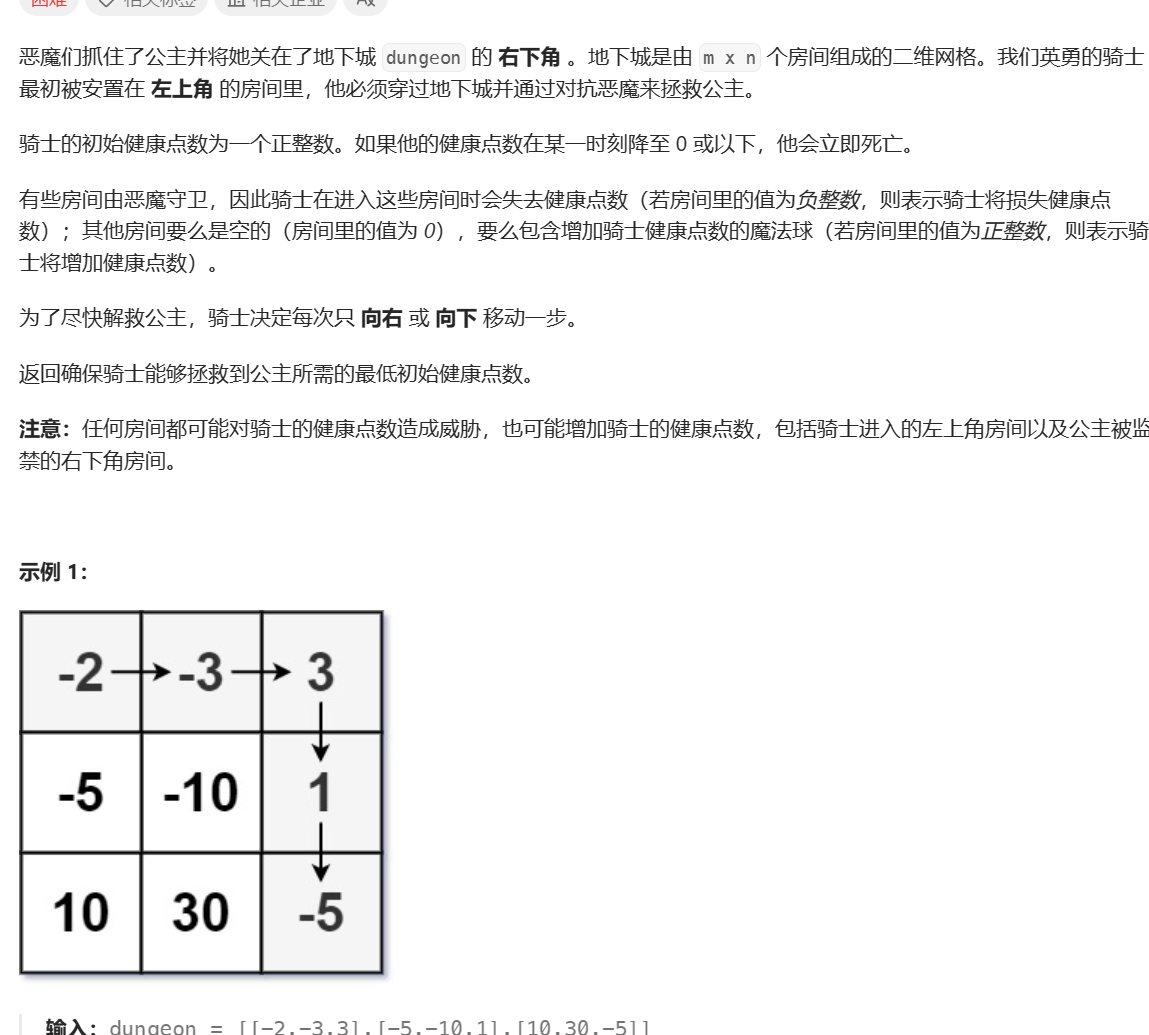 困难 相关标签 相关企业 Ax
恶魔们抓住了公主并将她关在了地下城 dungeon 的 右下角 。地下城是由 m x n 个房间组成的二维网格。我们英勇的骑士
最初被安置在 左上角 的房间里，他必须穿过地下城并通过对抗恶魔来拯救公主。
骑士的初始健康点数为一个正整数。如果他的健康点数在某一时刻降至 0 或以下，他会立即死亡。
有些房间由恶魔守卫，因此骑士在进入这些房间时会失去健康点数（若房间里的值为负整数，则表示骑士将损失健康点
数）；其他房间要么是空的（房间里的值为 0），要么包含增加骑士健康点数的魔法球（若房间里的值为正整数，则表示骑
士将增加健康点数）。
为了尽快解救公主，骑士决定每次只 向右 或 向下 移动一步。
返回确保骑士能够拯救到公主所需的最低初始健康点数。
注意：任何房间都可能对骑士的健康点数造成威胁，也可能增加骑士的健康点数，包括骑士进入的左上角房间以及公主被监
禁的右下角房间。
示例 1：
-2 -3 3
-5 -10 1
10 30 -5
输入：dungeon = [[-2,-3,3],[-5,-10,1],[10,30,-5]]